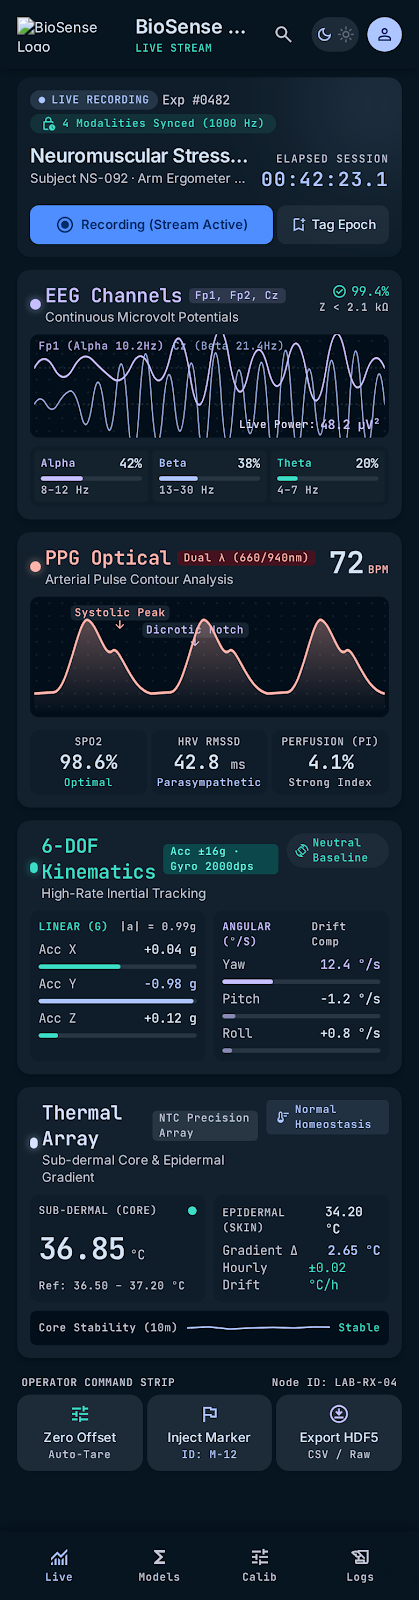 BioSense
Logo
BioSense ...
LIVE STREAM
LIVE RECORDING
Exp #0482
4 Modalities Synced (1000 Hz)
Neuromuscular Stress...
Subject NS-092 · Arm Ergometer ...
ELAPSED SESSION
00:42:23.1
Recording (Stream Active)
Tag Epoch
EEG Channels
Fp1, Fp2, Cz
Continuous Microvolt Potentials
99.4%
Z < 2.1 kΩ
Fp1 (Alpha 10.2Hz) Cz (Beta 21.4Hz)
Live Power: 48.2 μV²
Alpha 42%
8–12 Hz
Beta 38%
13–30 Hz
Theta 20%
4–7 Hz
PPG Optical
Dual λ (660/940nm)
Arterial Pulse Contour Analysis
72 BPM
Systolic Peak
Dicrotic Notch
SPO2
98.6%
Optimal
HRV RMSSD
42.8 ms
Parasympathetic
PERFUSION (PI)
4.1%
Strong Index
6-DOF
Kinematics
Acc ±16g ·
Gyro 2000dps
Neutral
Baseline
High-Rate Inertial Tracking
LINEAR (G) |a| = 0.99g
Acc X +0.04 g
Acc Y -0.98 g
Acc Z +0.12 g
ANGULAR
(°/S)
Drift
Comp
Yaw 12.4 °/s
Pitch -1.2 °/s
Roll +0.8 °/s
Thermal
Array
NTC Precision
Array
Normal
Homeostasis
Sub-dermal Core & Epidermal
Gradient
SUB-DERMAL (CORE)
36.85 °C
Ref: 36.50 – 37.20 °C
EPIDERMAL
(SKIN)
34.20
°C
Gradient Δ 2.65 °C
Hourly
Drift
±0.02
°C/h
Core Stability (10m)
Stable
OPERATOR COMMAND STRIP
Node ID: LAB-RX-04
Zero Offset
Auto-Tare
Inject Marker
ID: M-12
Export HDF5
CSV / Raw
Live
Models
Calib
Logs